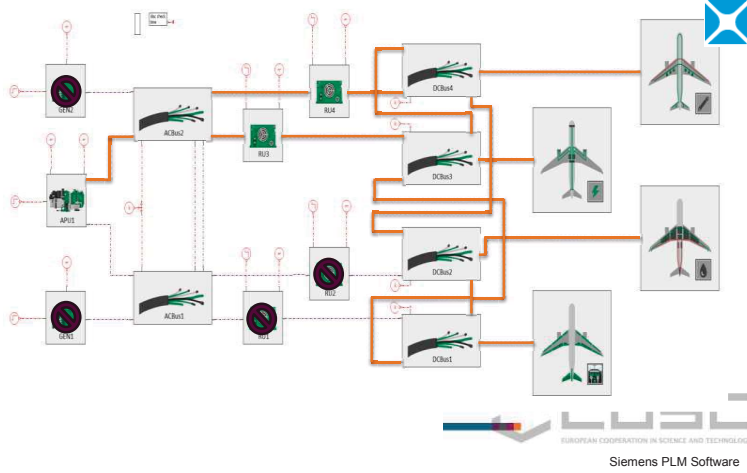 GEN2
ACBus2
RU4
DCBus4
RU3
DCBus3
APU1
RU2
DCBus2
ACBus1
GEN1
RU1
DCBus1
EUROPEAN COOPERATION IN SCIENCE AND TECHNOLOGY
Siemens PLM Software